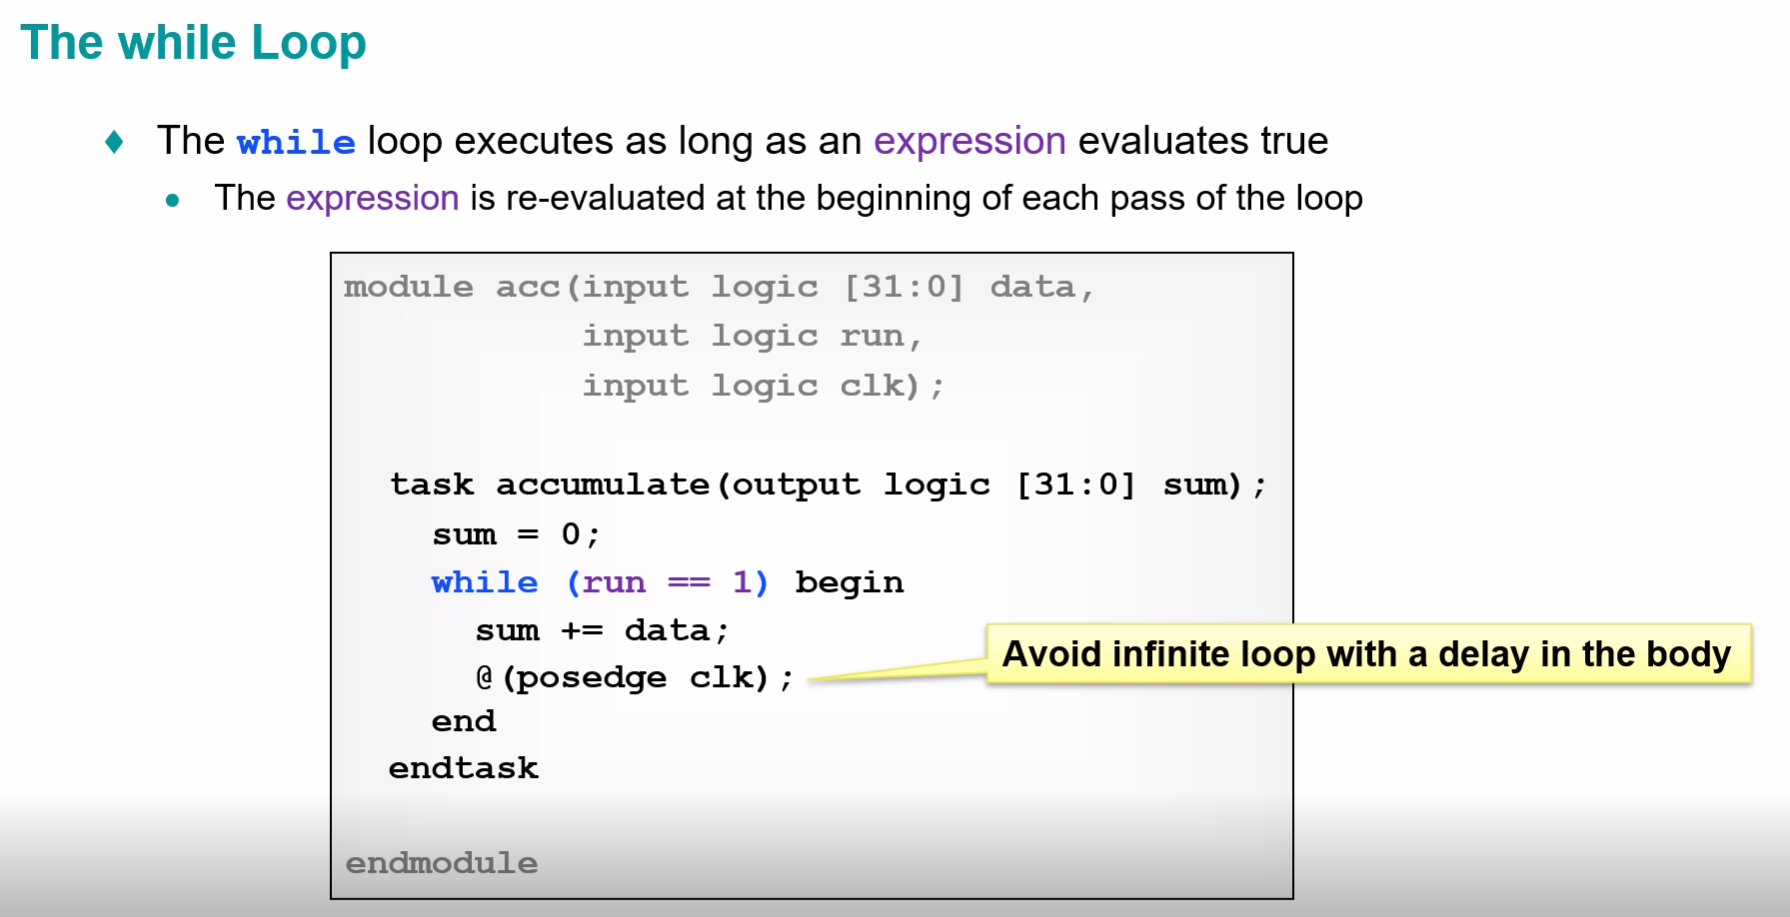 The while Loop
The while loop executes as long as an expression evaluates true
The expression is re-evaluated at the beginning of each pass of the loop
module acc(input logic [31:0] data,
input logic run,
input logic clk);
task accumulate(output logic [31:0] sum);
sum = 0;
while (run == 1) begin
sum += data;
@(posedge clk);
Avoid infinite loop with a delay in the body
end
endtask
endmodule